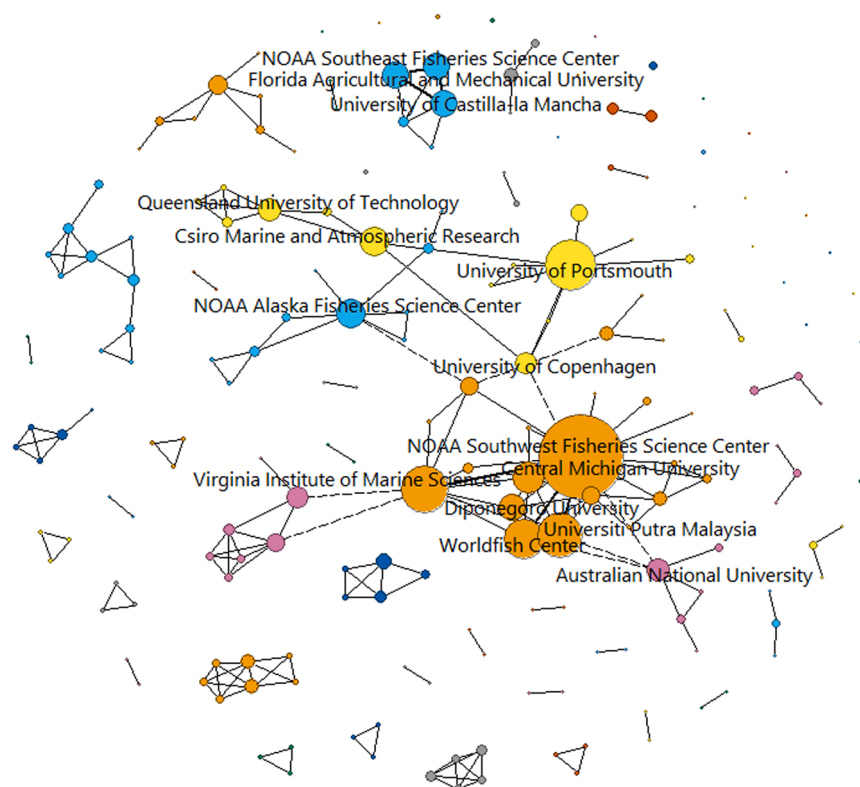 NOAA Southeast Fisheries Science Center
Florida Agricultural and Mechanical University
University of Castilla-la Mancha
Queensland University of Technology
Csiro Marine and Atmospheric Research
University of Portsmouth
NOAA Alaska Fisheries Science Center
University of Copenhagen
NOAA Southwest Fisheries Science Center
Central Michigan University
Virginia Institute of Marine Sciences
Diponegoro University
Universiti Putra Malaysia
Worldfish Center
Australian National University